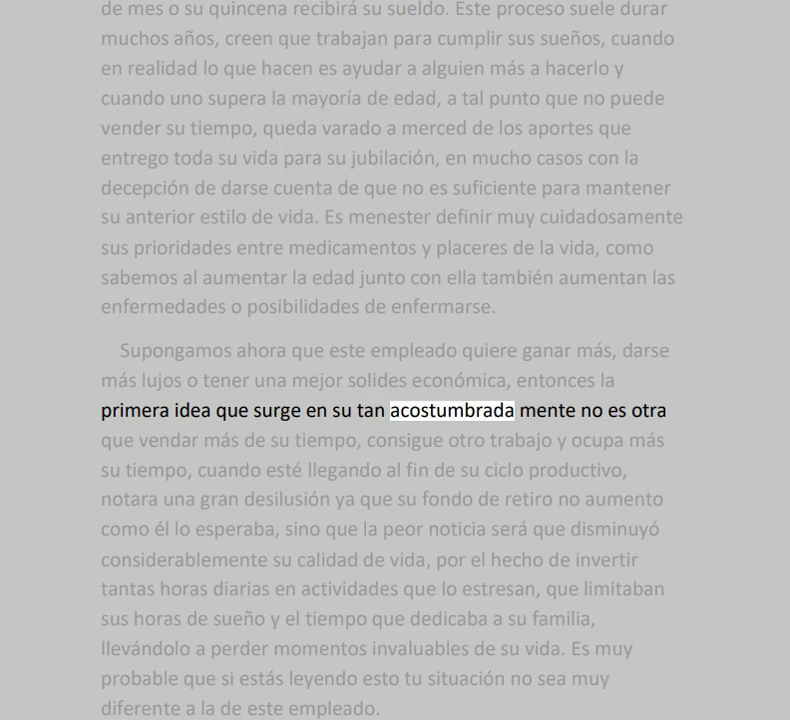 de mes o su quincena recibirá su sueldo. Este proceso suele durar
muchos años, creen que trabajan para cumplir sus sueños, cuando
en realidad lo que hacen es ayudar a alguien más a hacerlo y
cuando uno supera la mayoría de edad, a tal punto que no puede
vender su tiempo, queda varado a merced de los aportes que
entrego toda su vida para su jubilación, en mucho casos con la
decepción de darse cuenta de que no es suficiente para mantener
su anterior estilo de vida. Es menester definir muy cuidadosamente
sus prioridades entre medicamentos y placeres de la vida, como
sabemos al aumentar la edad junto con ella también aumentan las
enfermedades o posibilidades de enfermarse.
Supongamos ahora que este empleado quiere ganar más, darse
más lujos o tener una mejor solides económica, entonces la
primera idea que surge en su tan acostumbrada mente no es otra
que vendar más de su tiempo, consigue otro trabajo y ocupa más
su tiempo, cuando esté llegando al fin de su ciclo productivo,
notara una gran desilusión ya que su fondo de retiro no aumento
como él lo esperaba, sino que la peor noticia será que disminuyó
considerablemente su calidad de vida, por el hecho de invertir
tantas horas diarias en actividades que lo estresan, que limitaban
sus horas de sueño y el tiempo que dedicaba a su familia,
llevándolo a perder momentos invaluables de su vida. Es muy
probable que si estás leyendo esto tu situación no sea muy
diferente a la de este empleado.